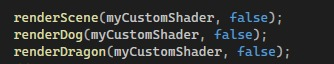 renderScene(myCustomShader, false);
renderDog(myCustomShader, false);
renderDragon(myCustomShader, false);